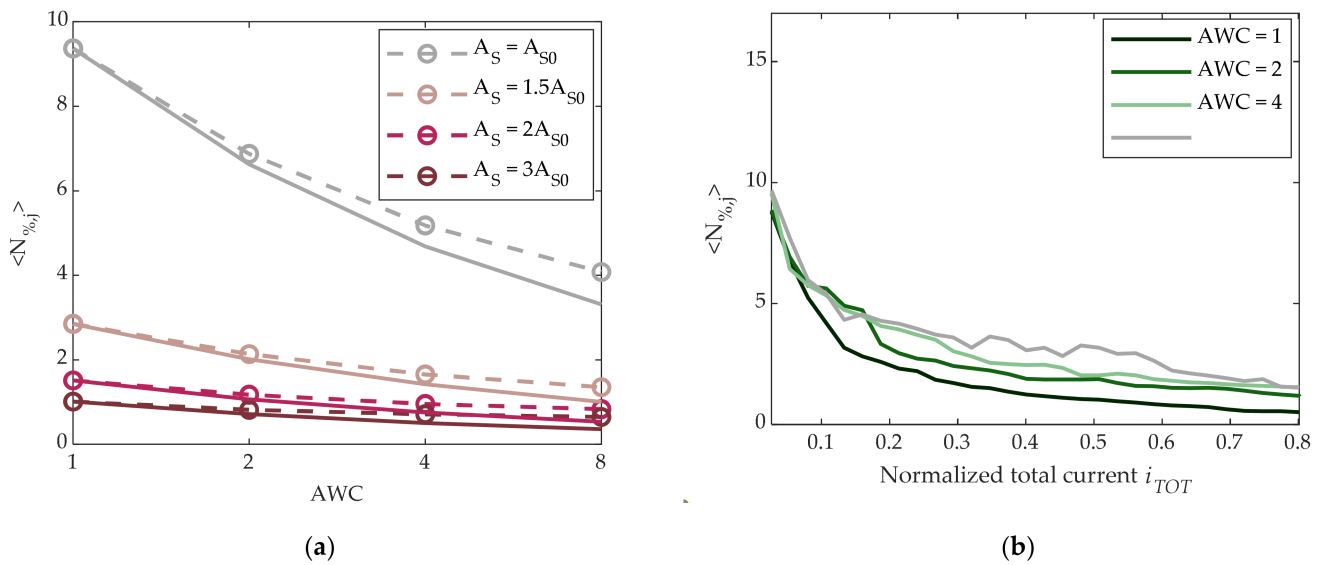 10
8
6
4
2
0
<N%,j>
1
2
4
8
AWC
A_S = A_S0
A_S = 1.5A_S0
A_S = 2A_S0
A_S = 3A_S0
(a)
15
10
5
0
<N%,j>
0.1
0.2
0.3
0.4
0.5
0.6
0.7
0.8
Normalized total current i_TOT
AWC = 1
AWC = 2
AWC = 4
(b)